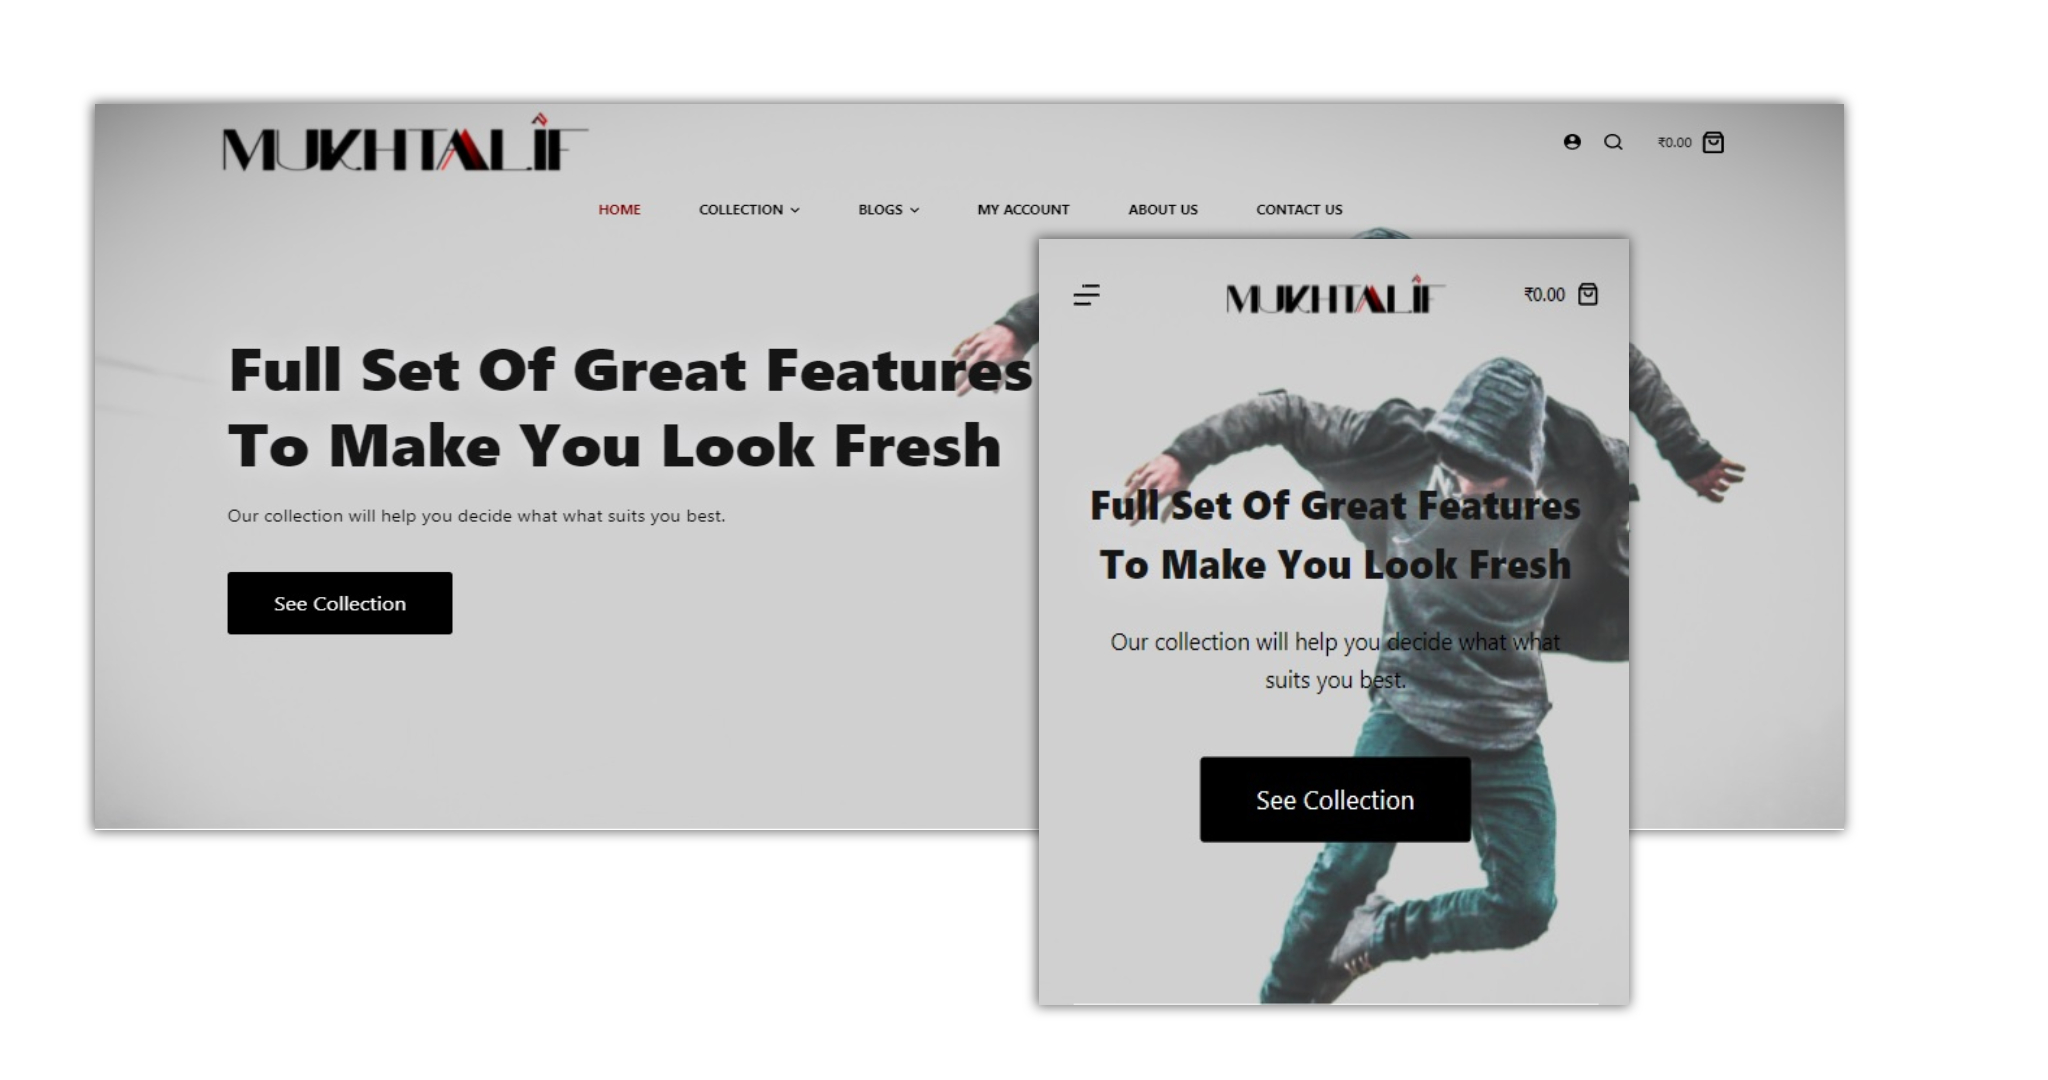 MUKHTALIF
₹0.00
HOME COLLECTION BLOGS MY ACCOUNT ABOUT US CONTACT US
Full Set Of Great Features
To Make You Look Fresh
Our collection will help you decide what what suits you best.
See Collection
MUKHTALIF
₹0.00
Full Set Of Great Features
To Make You Look Fresh
Our collection will help you decide what what
suits you best.
See Collection